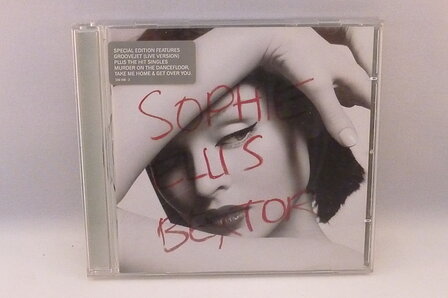 SPECIAL EDITION FEATURES
GROOVEJET (LIVE VERSION)
PLUS THE HIT SINGLES
MURDER ON THE DANCEFLOOR,
TAKE ME HOME & GET OVER YOU.
SOPHIE
ELLIS
BEXTOR